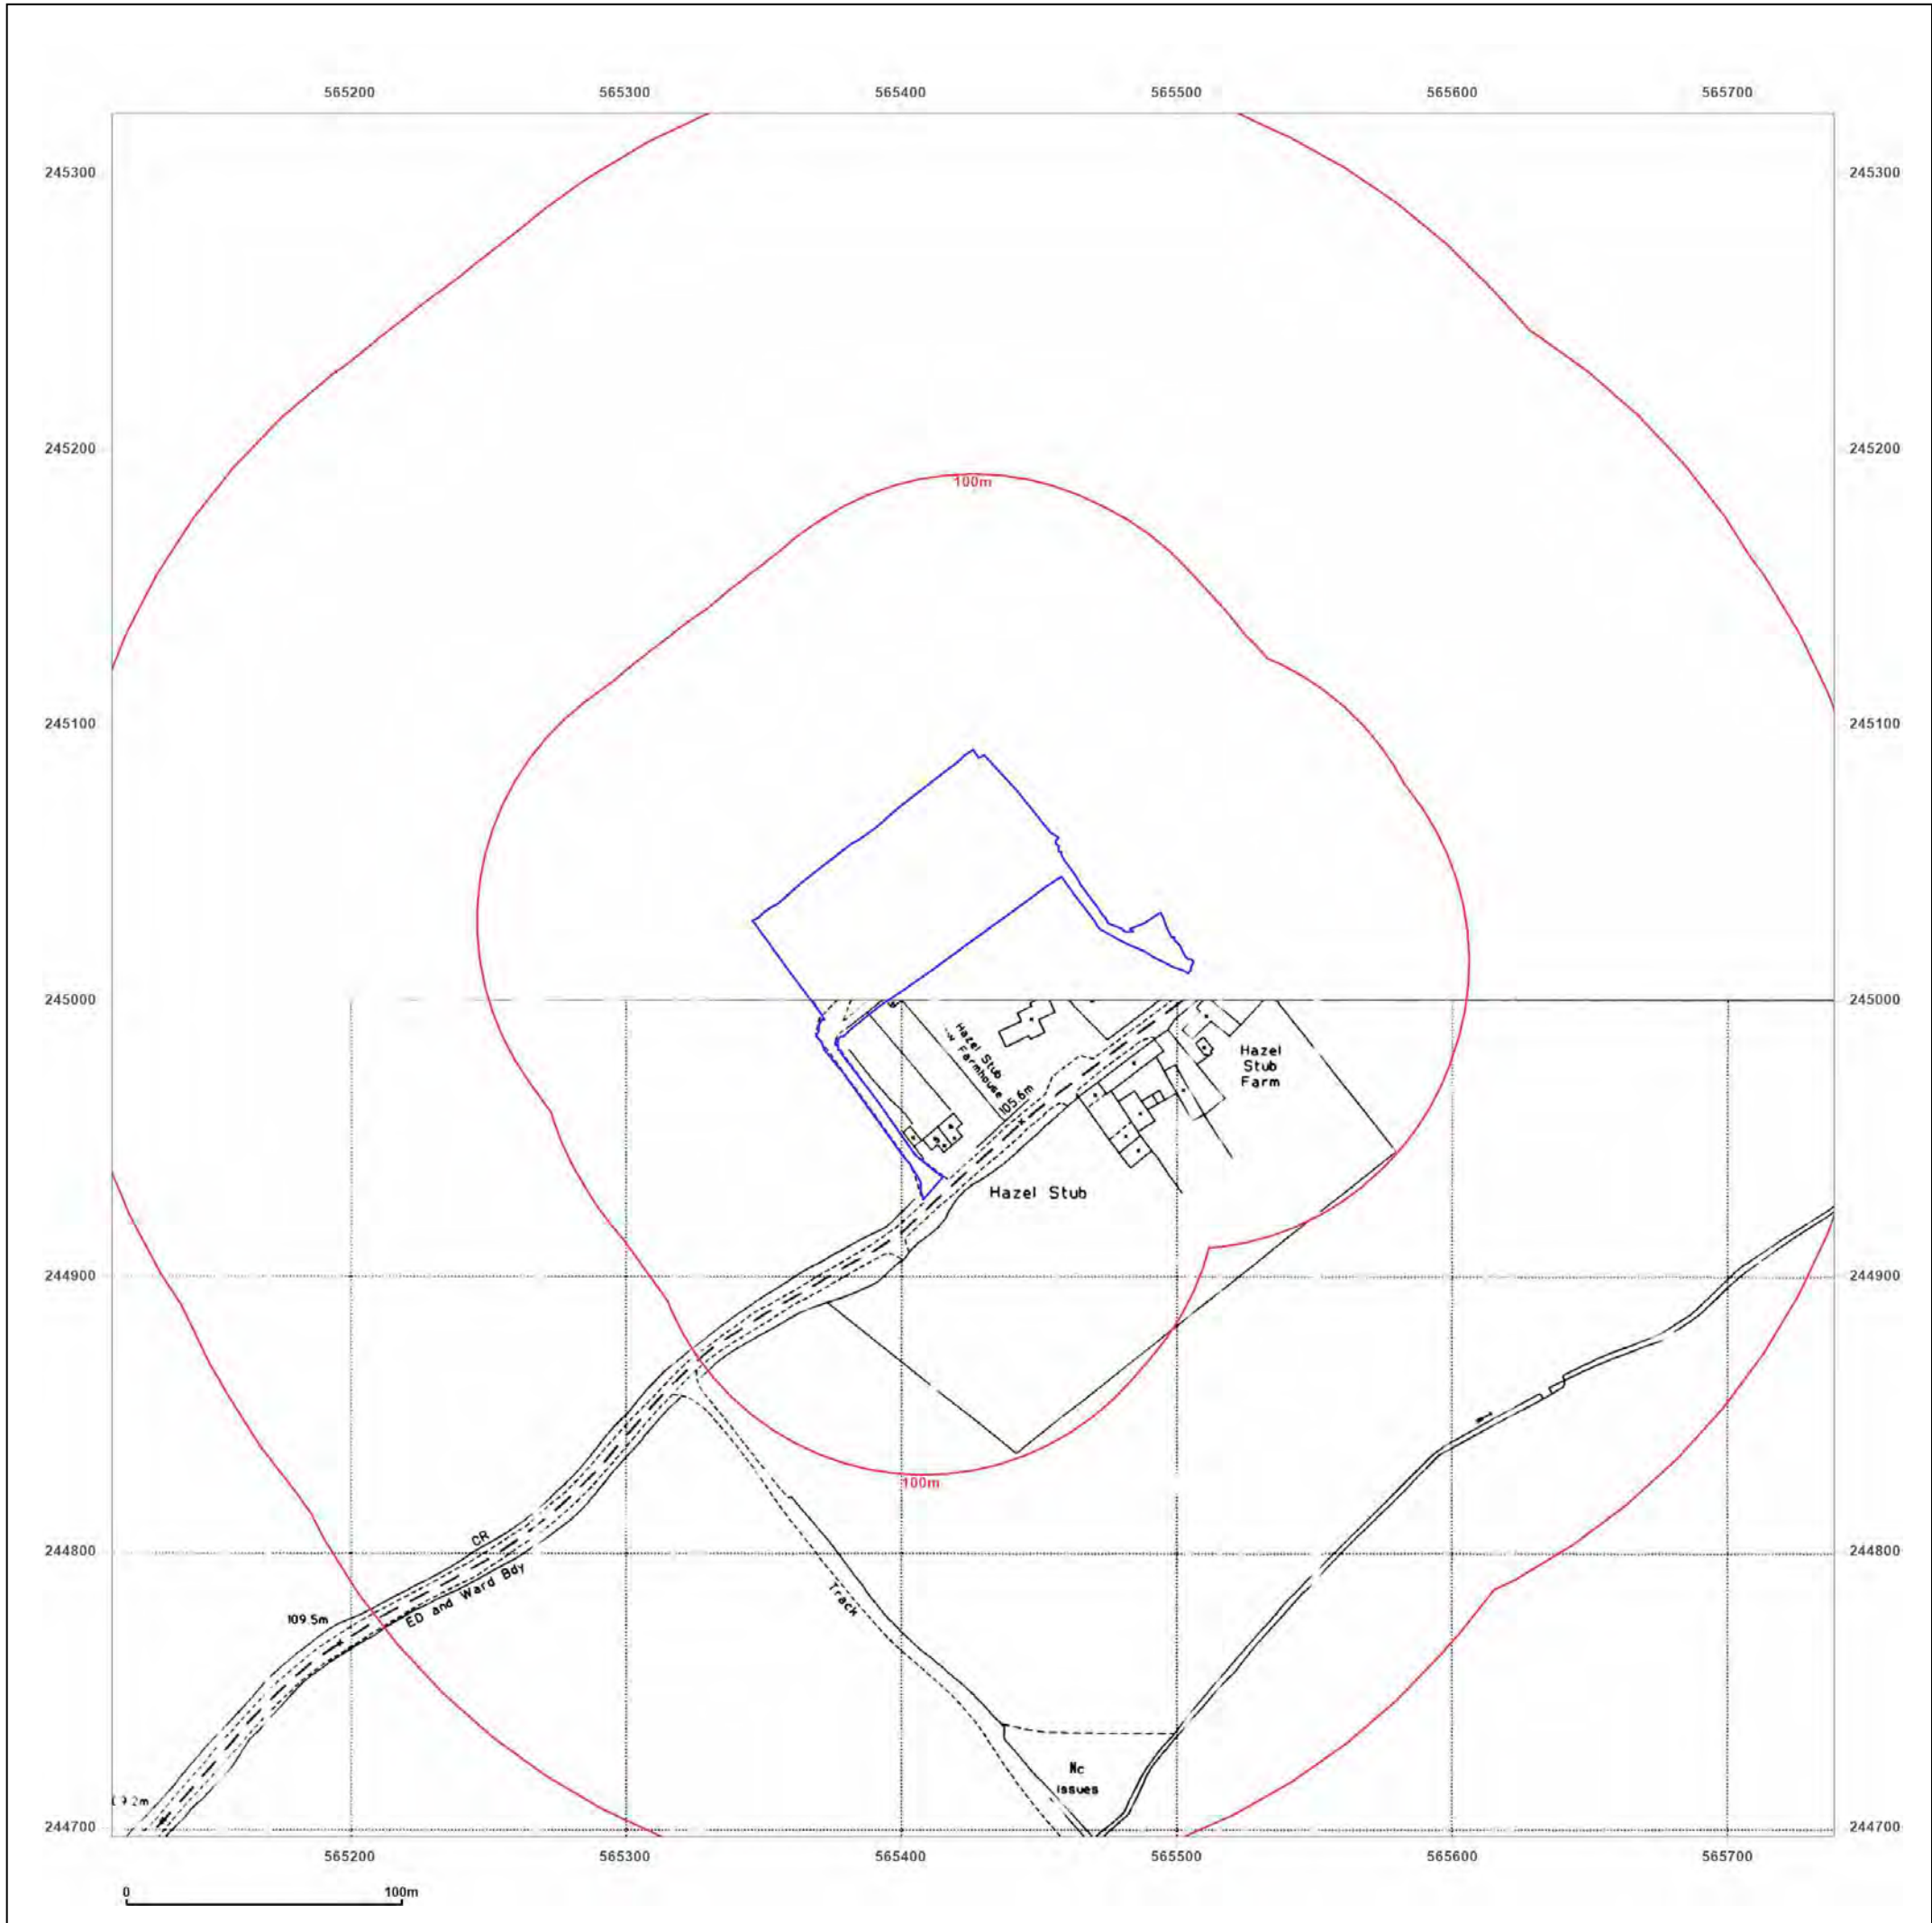 565200 565300 565400 565500 565600 565700
245300 245300
245200 245200
100m
245100 245100
245000 245000
Hazel Stub
Farmhouse
Hazel
Stub
Farm
105.6m
Hazel Stub
244900 244900
100m
CR
244800 244800
ED and Ward Bdy
Track
109.5m
Nc
issues
9.2m
244700 244700
565200 565300 565400 565500 565600 565700
0 100m